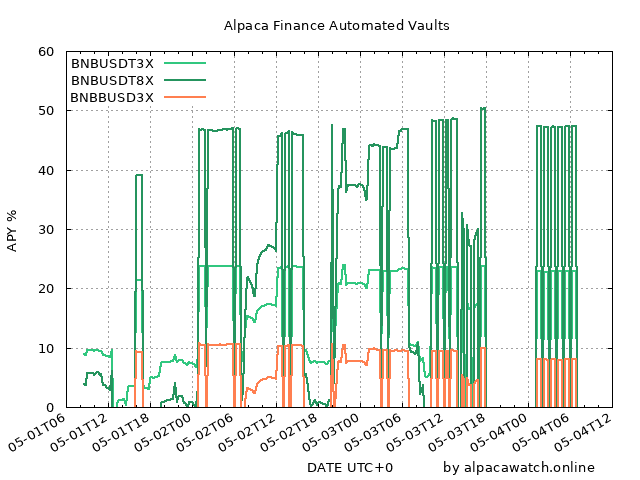 Alpaca Finance Automated Vaults
60
50
40
30
20
10
0
APY %
BNBUSDT3X
BNBUSDT8X
BNBBUSD3X
05-01T06
05-01T12
05-01T18
05-02T00
05-02T06
05-02T12
05-02T18
05-03T00
05-03T06
05-03T12
05-03T18
05-04T00
05-04T06
05-04T12
DATE UTC+0
by alpacawatch.online